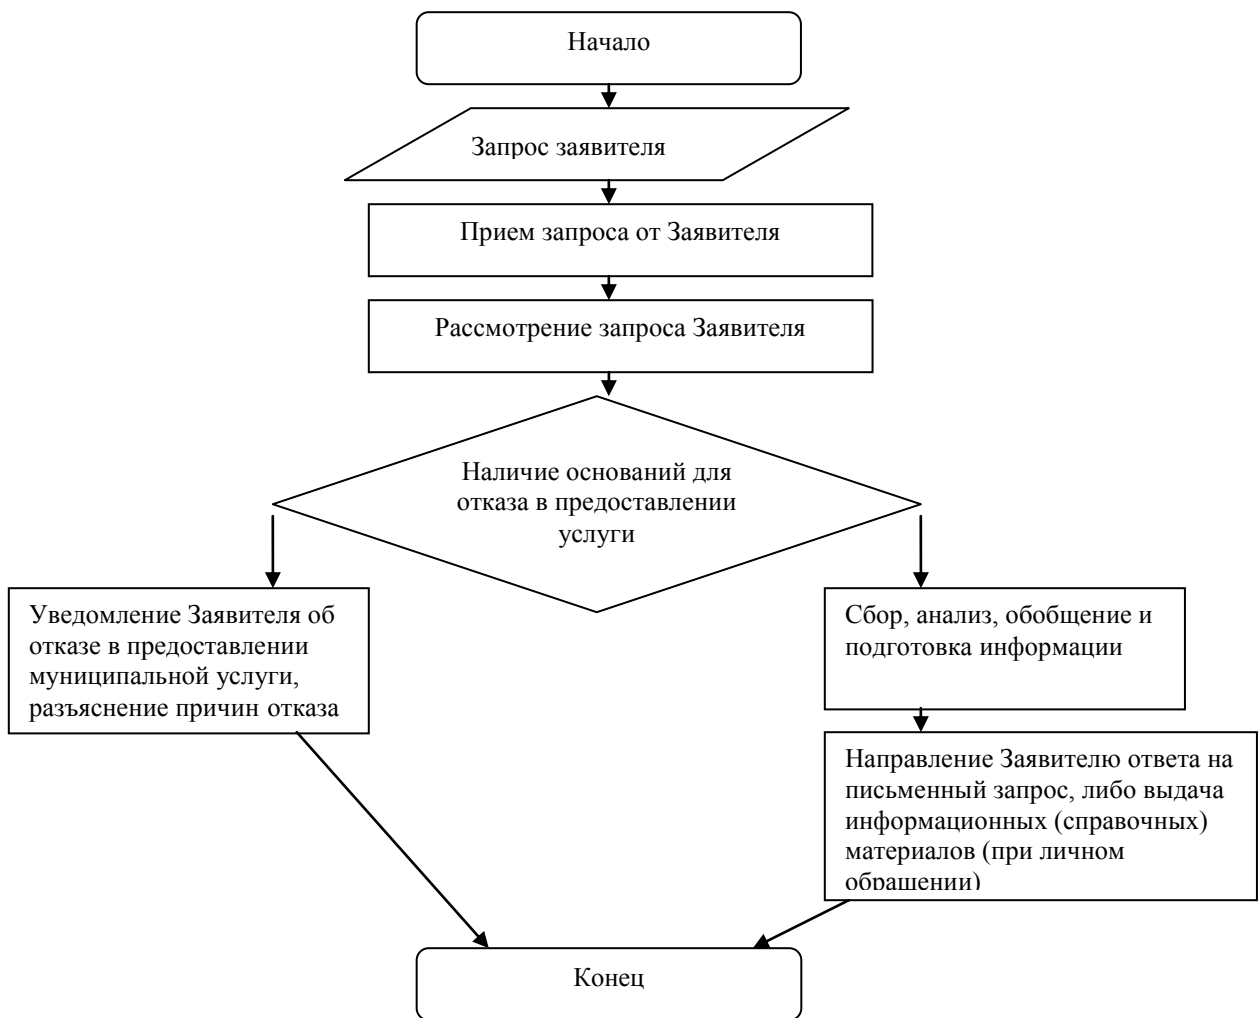 Начало
Запрос заявителя
Прием запроса от Заявителя
Рассмотрение запроса Заявителя
Наличие оснований для
отказа в предоставлении
услуги
Уведомление Заявителя об
отказе в предоставлении
муниципальной услуги,
разъяснение причин отказа
Сбор, анализ, обобщение и
подготовка информации
Направление Заявителю ответа на
письменный запрос, либо выдача
информационных (справочных)
материалов (при личном
обращении)
Конец